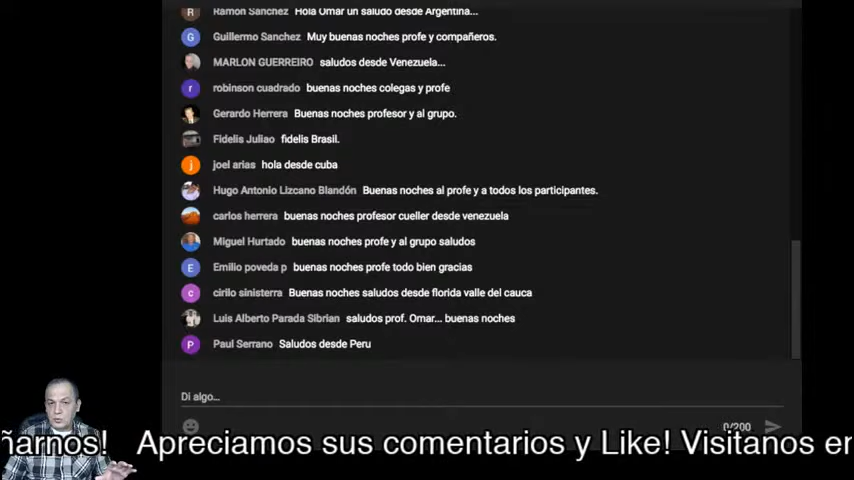 R Ramon Sanchez Hola Omar un saludo desde Argentina...
G Guillermo Sanchez Muy buenas noches profe y compañeros.
MARLON GUERREIRO saludos desde Venezuela...
r robinson cuadrado buenas noches colegas y profe
Gerardo Herrera Buenas noches profesor y al grupo.
Fidelis Juliao fidelis Brasil.
j joel arias hola desde cuba
Hugo Antonio Lizcano Blandón Buenas noches al profe y a todos los participantes.
carlos herrera buenas noches profesor cueller desde venezuela
Miguel Hurtado buenas noches profe y al grupo saludos
E Emilio poveda p buenas noches profe todo bien gracias
c cirilo sinisterra Buenas noches saludos desde florida valle del cauca
Luis Alberto Parada Sibrian saludos prof. Omar... buenas noches
P Paul Serrano Saludos desde Peru
Di algo...
0/200
ñarnos! Apreciamos sus comentarios y Like! Visitanos en